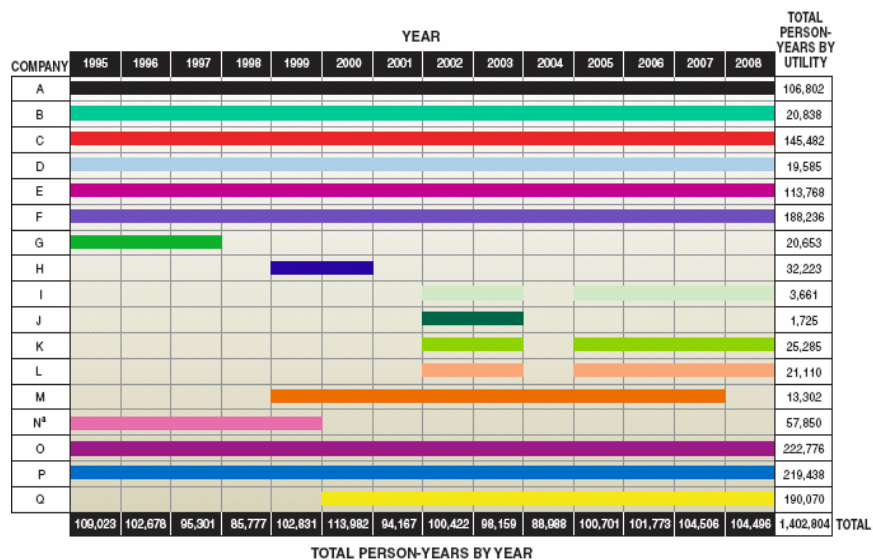 YEAR
TOTAL PERSON-YEARS BY UTILITY
COMPANY 1995 1996 1997 1998 1999 2000 2001 2002 2003 2004 2005 2006 2007 2008
A 106,802
B 20,838
C 145,482
D 19,585
E 113,768
F 188,236
G 20,653
H 32,223
I 3,661
J 1,725
K 25,285
L 21,110
M 13,302
Nª 57,850
O 222,776
P 219,438
Q 190,070
109,023 102,678 95,301 85,777 102,831 113,982 94,167 100,422 98,159 88,988 100,701 101,773 104,506 104,496 1,402,804 TOTAL
TOTAL PERSON-YEARS BY YEAR